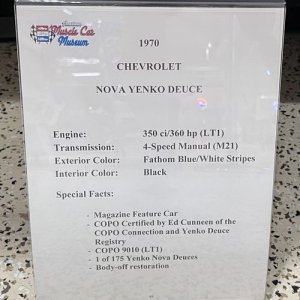 Muscle Car
Museum
1970
CHEVROLET
NOVA YENKO DEUCE
Engine: 350 ci/360 hp (LT1)
Transmission: 4-Speed Manual (M21)
Exterior Color: Fathom Blue/White Stripes
Interior Color: Black
Special Facts:
- Magazine Feature Car
- COPO Certified by Ed Cunneen of the
COPO Connection and Yenko Deuce
Registry
- COPO 9010 (LT1)
- 1 of 175 Yenko Nova Deuces
- Body-off restoration